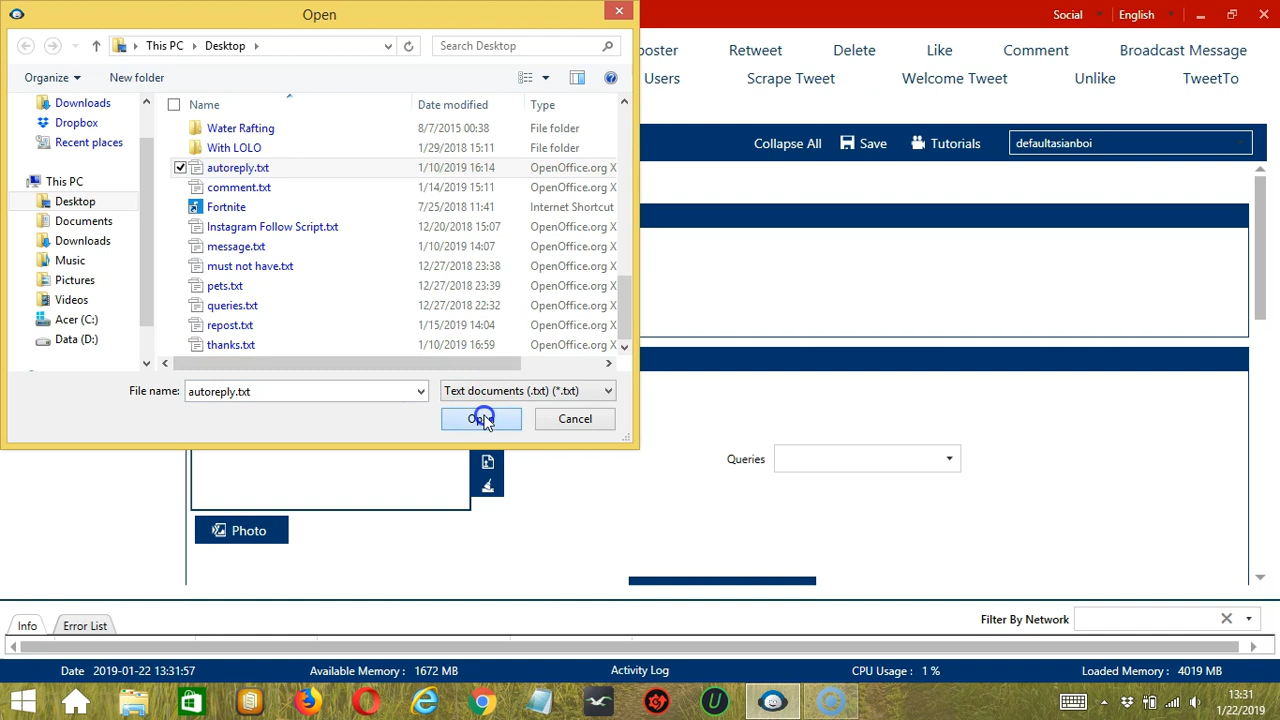 Open
Social
English
This PC
Desktop
Search Desktop
oster
Retweet
Delete
Like
Comment
Broadcast Message
Organize
New folder
Users
Scrape Tweet
Welcome Tweet
Unlike
TweetTo
Downloads
Name
Date modified
Type
Dropbox
Water Rafting
8/7/2015 00:38
File folder
Recent places
With LOLO
1/29/2018 15:11
File folder
Collapse All
Save
Tutorials
defaultasianboi
autoreply.txt
1/10/2019 16:14
OpenOffice.org X
This PC
comment.txt
1/14/2019 15:11
OpenOffice.org X
Desktop
Fortnite
7/25/2018 11:41
Internet Shortcut
Documents
Instagram Follow Script.txt
12/20/2018 15:07
OpenOffice.org X
Downloads
message.txt
1/10/2019 14:07
OpenOffice.org X
Music
must not have.txt
12/27/2018 23:38
OpenOffice.org X
Pictures
pets.txt
12/27/2018 23:39
OpenOffice.org X
Videos
queries.txt
12/27/2018 22:32
OpenOffice.org X
Acer (C:)
repost.txt
1/15/2019 14:04
OpenOffice.org X
Data (D:)
thanks.txt
1/10/2019 16:59
OpenOffice.org X
File name:
autoreply.txt
Text documents (.txt) (*.txt)
Open
Cancel
Queries
Photo
Info
Error List
Filter By Network
Date 2019-01-22 13:31:57
Available Memory : 1672 MB
Activity Log
CPU Usage : 1 %
Loaded Memory : 4019 MB
13:31
1/22/2019